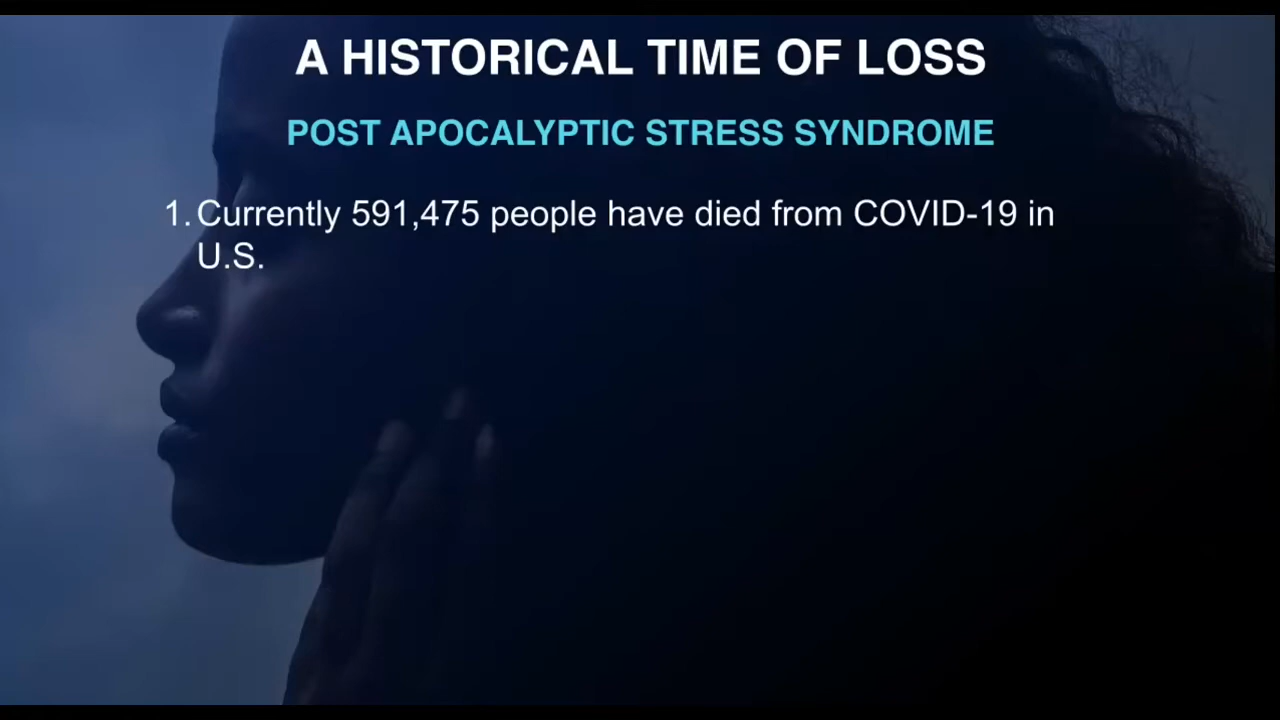 A HISTORICAL TIME OF LOSS
POST APOCALYPTIC STRESS SYNDROME
1. Currently 591,475 people have died from COVID-19 in
U.S.